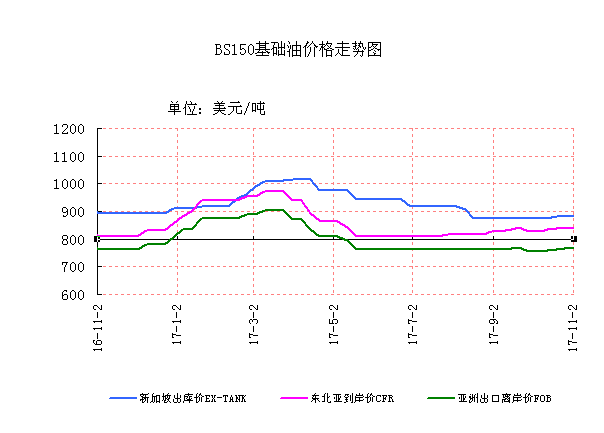 BS150基础油价格走势图
单位：美元/吨
1200
1100
1000
900
800
700
600
16-11-2
17-1-2
17-3-2
17-5-2
17-7-2
17-9-2
17-11-2
新加坡出库价EX-TANK
东北亚到岸价CFR
亚洲出口离岸价FOB